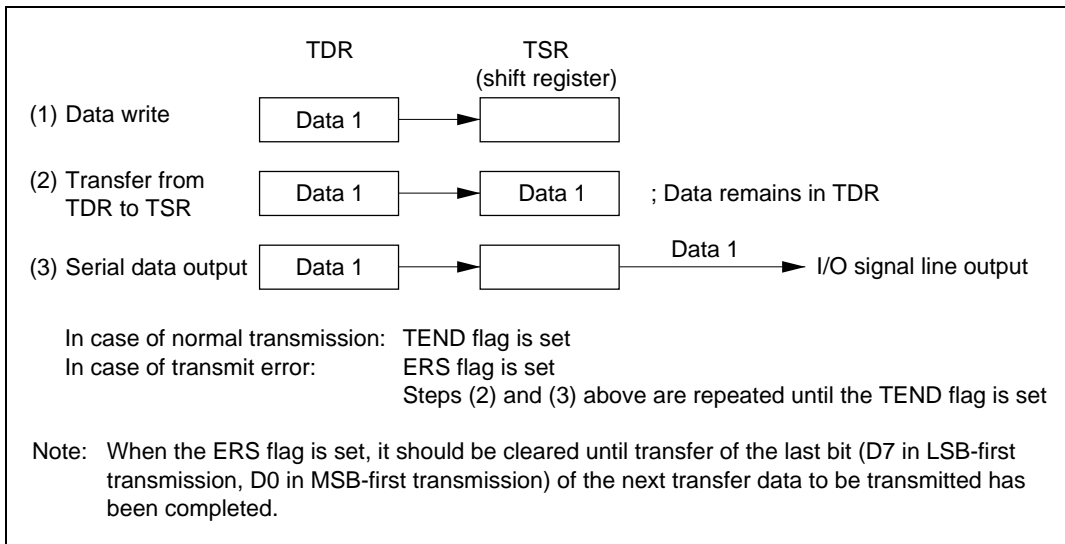 TDR TSR
(shift register)
(1) Data write Data 1
(2) Transfer from Data 1 Data 1 ; Data remains in TDR
TDR to TSR
(3) Serial data output Data 1 Data 1 I/O signal line output
In case of normal transmission: TEND flag is set
In case of transmit error: ERS flag is set
Steps (2) and (3) above are repeated until the TEND flag is set
Note: When the ERS flag is set, it should be cleared until transfer of the last bit (D7 in LSB-first
transmission, D0 in MSB-first transmission) of the next transfer data to be transmitted has
been completed.